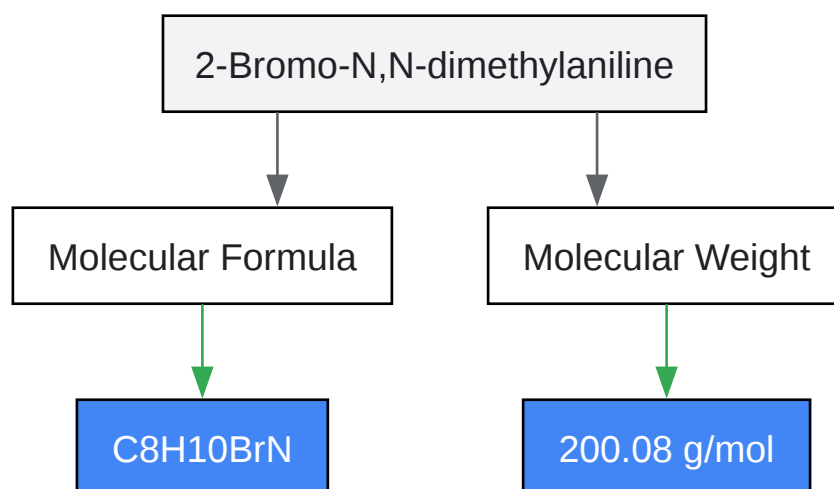 2-Bromo-N,N-dimethylaniline
Molecular Formula
Molecular Weight
C8H10BrN
200.08 g/mol